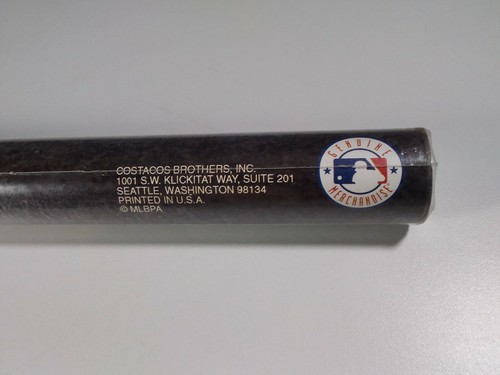 COSTACOS BROTHERS, INC.
1001 S.W. KLICKITAT WAY, SUITE 201
SEATTLE, WASHINGTON 98134
PRINTED IN U.S.A.
© MLBPA
GENUINE
MERCHANDISE